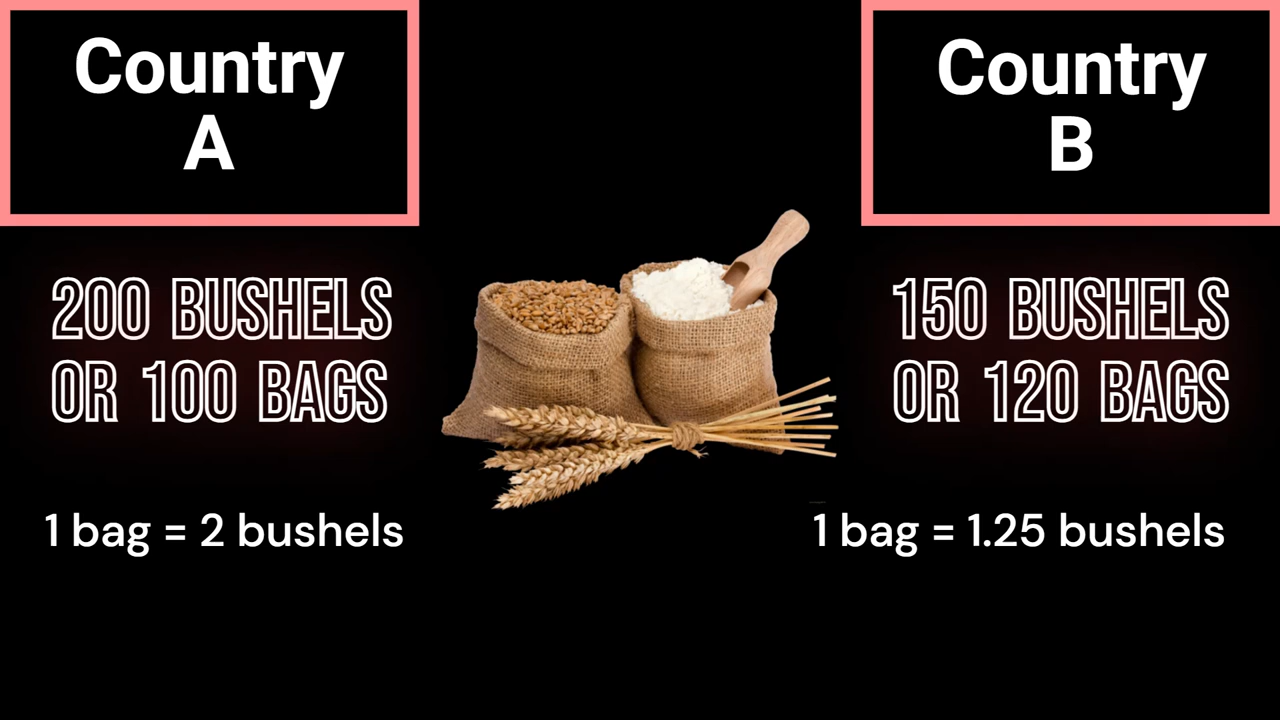 Country
A
200 BUSHELS
OR 100 BAGS
1 bag = 2 bushels
Country
B
150 BUSHELS
OR 120 BAGS
1 bag = 1.25 bushels